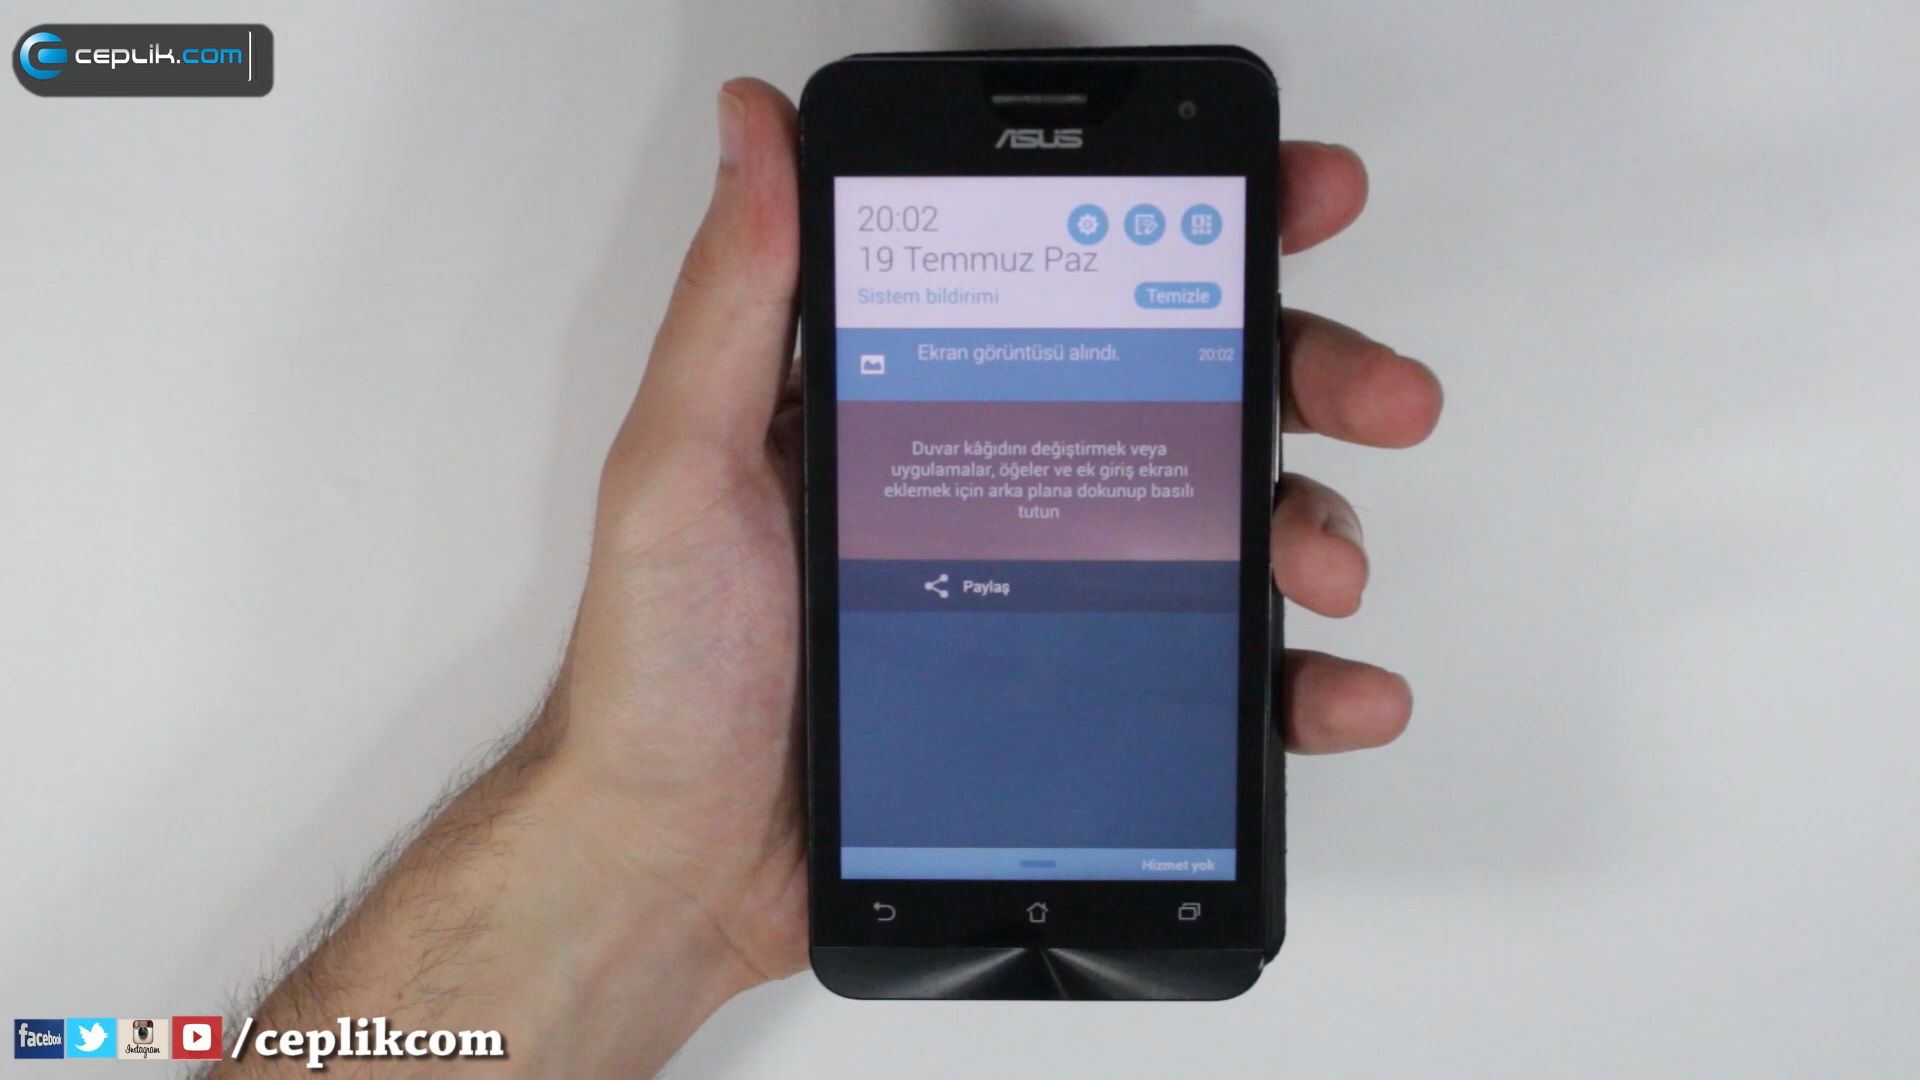 ceplik.com
ASUS
20:02
19 Temmuz Paz
Sistem bildirimi
Temizle
Ekran görüntüsü alındı.
20:02
Duvar kâğıdını değiştirmek veya
uygulamalar, öğeler ve ek giriş ekranı
eklemek için arka plana dokunup basılı
tutun
Paylaş
Hizmet yok
facebook
Instagram
/ceplikcom